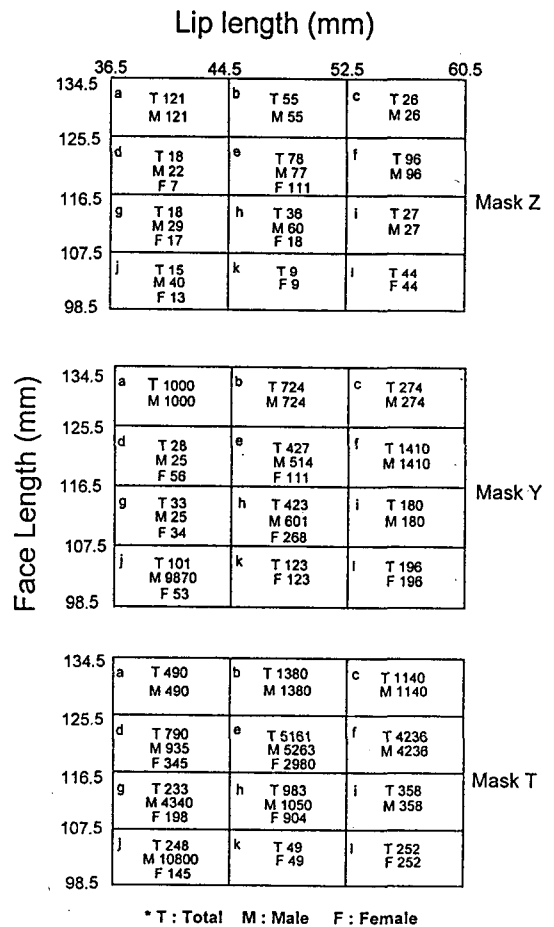 Lip length (mm)
36.5 44.5 52.5 60.5
134.5
a b c
T 121 T 55 T 26
M 121 M 55 M 26
125.5
d e f
T 18 T 78 T 96
M 22 M 77 M 96
F 7 F 111
116.5
Mask Z
g h i
T 18 T 36 T 27
M 29 M 60 M 27
F 17 F 18
107.5
j k l
T 15 T 9 T 44
M 40 F 9 F 44
F 13
98.5
Face Length (mm)
134.5
a b c
T 1000 T 724 T 274
M 1000 M 724 M 274
125.5
d e f
T 28 T 427 T 1410
M 25 M 514 M 1410
F 56 F 111
116.5
Mask Y
g h i
T 33 T 423 T 180
M 25 M 601 M 180
F 34 F 268
107.5
j k l
T 101 T 123 T 196
M 9870 F 123 F 196
F 53
98.5
134.5
a b c
T 490 T 1380 T 1140
M 490 M 1380 M 1140
125.5
d e f
T 790 T 5161 T 4236
M 935 M 5263 M 4236
F 345 F 2980
116.5
Mask T
g h i
T 233 T 983 T 358
M 4340 M 1050 M 358
F 198 F 904
107.5
j k l
T 248 T 49 T 252
M 10800 F 49 F 252
F 145
98.5
* T : Total M : Male F : Female